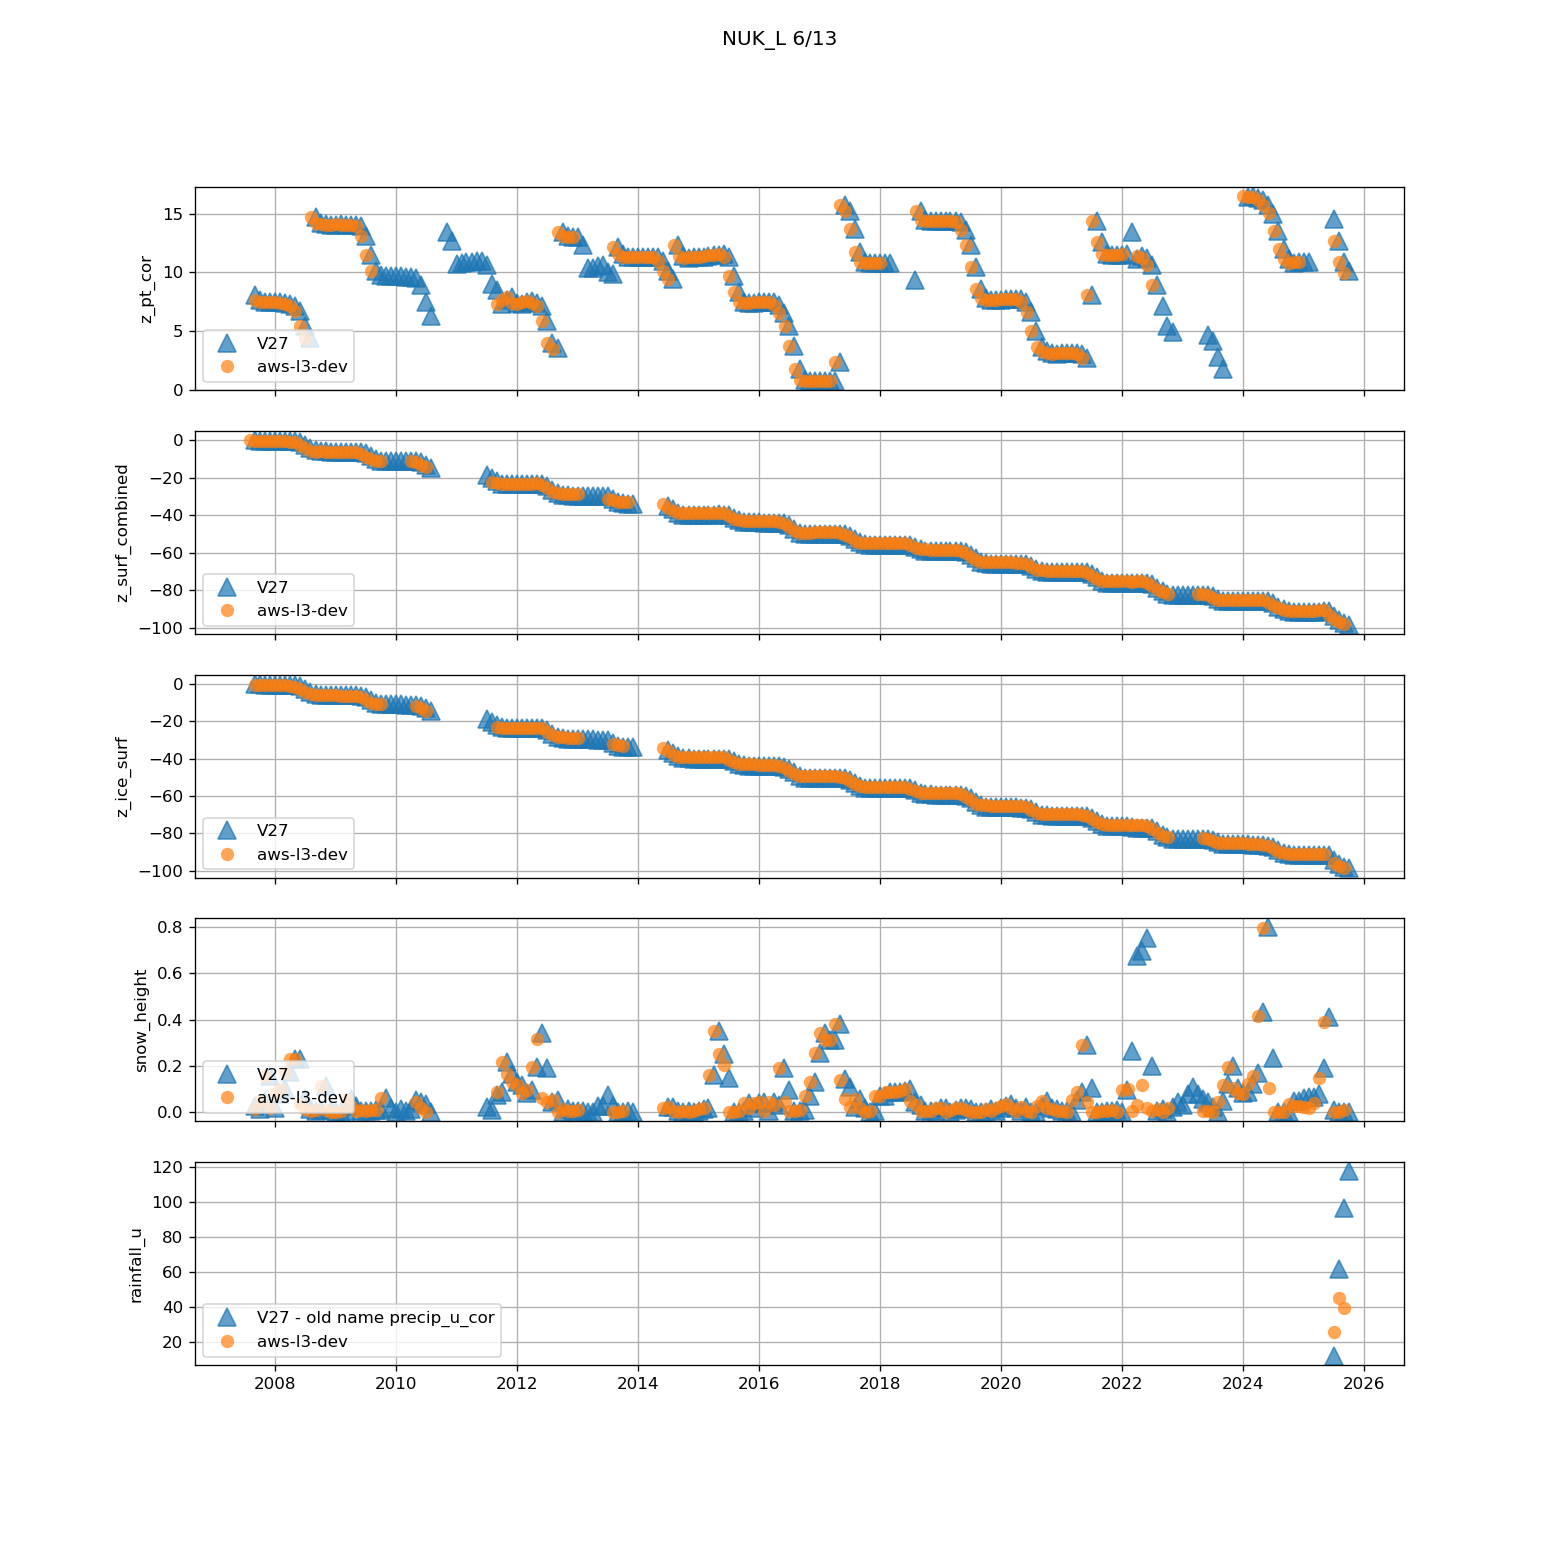 NUK_L 6/13
z_pt_cor
15
10
5
0
V27
aws-l3-dev
z_surf_combined
0
−20
−40
−60
−80
−100
V27
aws-l3-dev
z_ice_surf
0
−20
−40
−60
−80
−100
V27
aws-l3-dev
snow_height
0.8
0.6
0.4
0.2
0.0
V27
aws-l3-dev
rainfall_u
120
100
80
60
40
20
V27 - old name precip_u_cor
aws-l3-dev
2008 2010 2012 2014 2016 2018 2020 2022 2024 2026